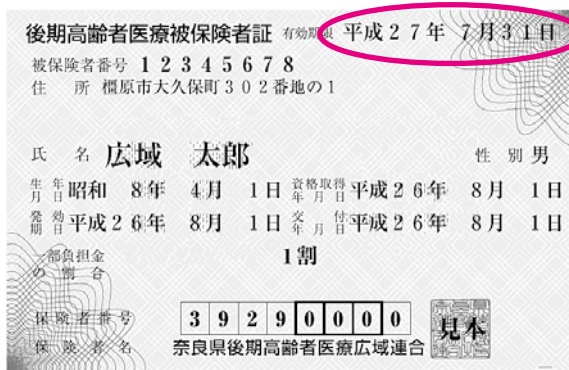 後期高齢者医療被保険者証 有効期限 平成27年 7月31日
被保険者番号 12345678
住 所 橿原市大久保町302番地の1
氏 名 広域 太郎 性 別 男
生年月日 昭和 8年 4月 1日 資格取得年月日 平成26年 8月 1日
発効期日 平成26年 8月 1日 交付年月日 平成26年 8月 1日
一部負担金の割合 1割
保険者番号 39290000
保険者名 奈良県後期高齢者医療広域連合 見本